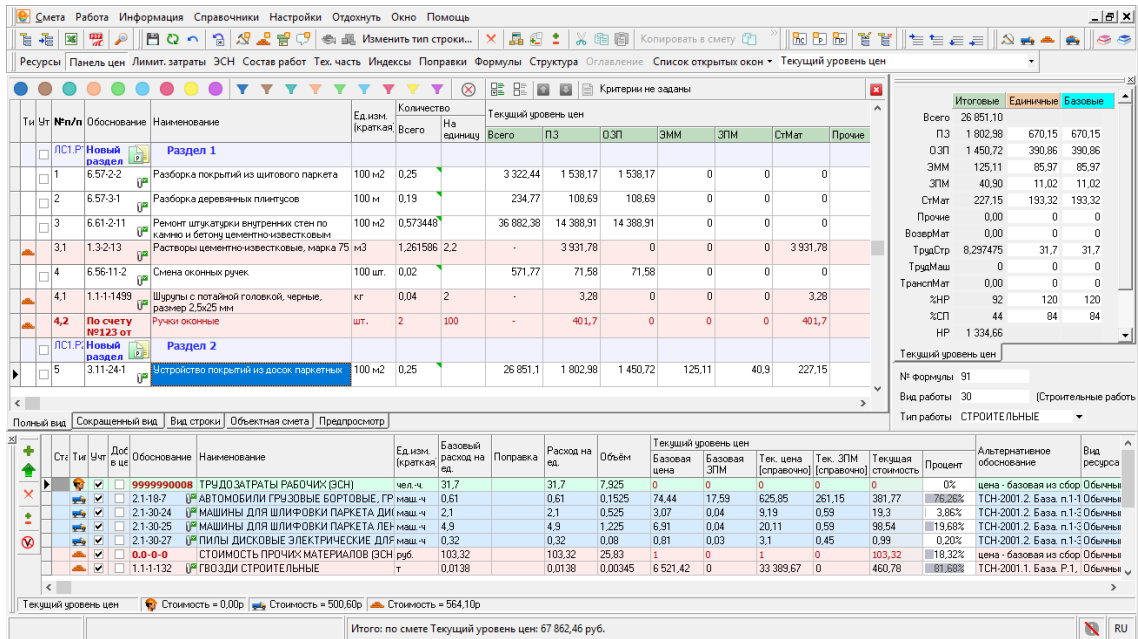 Смета Работа Информация Справочники Настройки Отдохнуть Окно Помощь
Изменить тип строки... Копировать в смету
Ресурсы Панель цен Лимит. затраты ЭСН Состав работ Тех. часть Индексы Поправки Формулы Структура Оглавление Список открытых окон Текущий уровень цен
Критерии не заданы
Ти Ут №п/п Обоснование Наименование Ед.изм. (краткая Количество Всего На единицу Текущий уровень цен Всего ПЗ ОЗП ЭММ ЗПМ СтМат Прочие
ЛС1.Р1 Новый раздел Раздел 1
1 6.57-2-2 Разборка покрытий из щитового паркета 100 м2 0,25 3 322,44 1 538,17 1 538,17 0 0 0
2 6.57-3-1 Разборка деревянных плинтусов 100 м 0,19 234,77 108,69 108,69 0 0 0
3 6.61-2-11 Ремонт штукатурки внутренних стен по камню и бетону цементно-известковым 100 м2 0,573448 36 882,38 14 388,91 14 388,91 0 0 0
3,1 1.3-2-13 Растворы цементно-известковые, марка 75 м3 1,261586 2,2 - 3 931,78 0 0 0 3 931,78
4 6.56-11-2 Смена оконных ручек 100 шт. 0,02 571,77 71,58 71,58 0 0 0
4,1 1.1-1-1499 Шурупы с потайной головкой, черные, размер 2,5х25 мм кг 0,04 2 - 3,28 0 0 0 3,28
4,2 По счету №123 от Ручки оконные шт. 2 100 - 401,7 0 0 0 401,7
ЛС1.Р2 Новый раздел Раздел 2
5 3.11-24-1 Устройство покрытий из досок паркетных 100 м2 0,25 26 851,1 1 802,98 1 450,72 125,11 40,9 227,15
Полный вид Сокращенный вид Вид строки Объектная смета Предпросмотр
Итоговые Единичные Базовые
Всего 26 851,10
ПЗ 1 802,98 670,15 670,15
ОЗП 1 450,72 390,86 390,86
ЭММ 125,11 85,97 85,97
ЗПМ 40,90 11,02 11,02
СтМат 227,15 193,32 193,32
Прочие 0,00 0 0
ВозврМат 0,00 0 0
ТрудСтр 8,297475 31,7 31,7
ТрудМаш 0 0 0
ТранспМат 0,00 0 0
%НР 92 120 120
%СП 44 84 84
НР 1 334,66
Текущий уровень цен
№ формулы 91
Вид работы 30 (Строительные работь
Тип работы СТРОИТЕЛЬНЫЕ
Ста Тип Учт Доб в це Обоснование Наименование Ед.изм. (краткая Базовый расход на ед. Поправка Расход на ед. Объём Текущий уровень цен Базовая цена Базовая ЗПМ Тек. цена [справочно] Тек. ЗПМ [справочно] Текущая стоимость Процент Альтернативное обоснование Вид ресурса
9999990008 ТРУДОЗАТРАТЫ РАБОЧИХ (ЭСН) чел.-ч. 31,7 31,7 7,925 0 0 0 0 0 0% цена - базовая из сбор Обычный
2.1-18-7 АВТОМОБИЛИ ГРУЗОВЫЕ БОРТОВЫЕ, ГР маш.-ч 0,61 0,61 0,1525 74,44 17,59 625,85 261,15 381,77 76,26% ТСН-2001.2. База. п.1-1 Обычный
2.1-30-24 МАШИНЫ ДЛЯ ШЛИФОВКИ ПАРКЕТА ДИС маш.-ч 2,1 2,1 0,525 3,07 0,04 9,19 0,59 19,3 3,86% ТСН-2001.2. База. п.1-3 Обычный
2.1-30-25 МАШИНЫ ДЛЯ ШЛИФОВКИ ПАРКЕТА ЛЕН маш.-ч 4,9 4,9 1,225 6,91 0,04 20,11 0,59 98,54 19,68% ТСН-2001.2. База. п.1-3 Обычный
2.1-30-27 ПИЛЫ ДИСКОВЫЕ ЭЛЕКТРИЧЕСКИЕ ДЛЯ маш.-ч 0,32 0,32 0,08 0,81 0,03 3,1 0,45 0,99 0,20% ТСН-2001.2. База. п.1-3 Обычный
0.0-0-0 СТОИМОСТЬ ПРОЧИХ МАТЕРИАЛОВ (ЭСН руб. 103,32 103,32 25,83 1 0 1 0 103,32 18,32% цена - базовая из сбор Обычный
1.1-1-132 ГВОЗДИ СТРОИТЕЛЬНЫЕ т 0,0138 0,0138 0,00345 6 521,42 0 33 389,67 0 460,78 81,68% ТСН-2001.1. База. Р.1, Обычный
Текущий уровень цен Стоимость = 0,00р Стоимость = 500,60р Стоимость = 564,10р
Итого: по смете Текущий уровень цен: 67 862,46 руб. RU